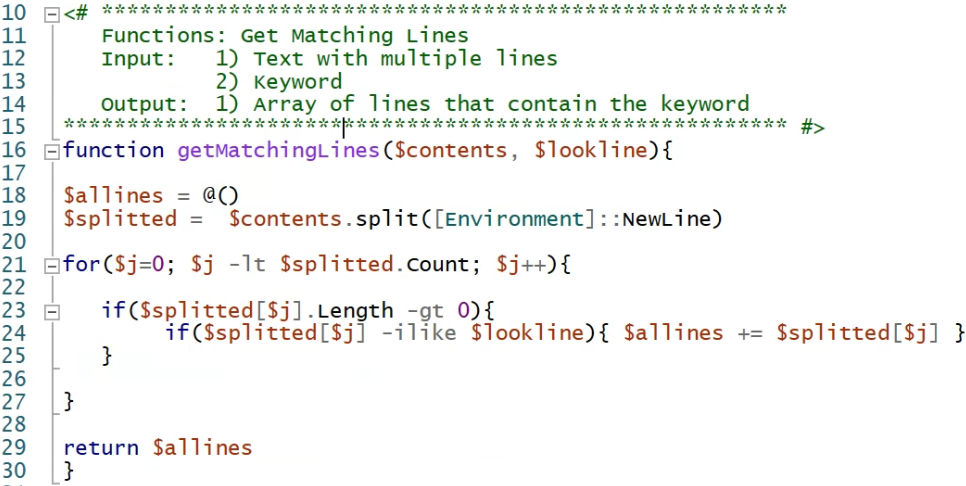 10 <# ******************************************************
11 Functions: Get Matching Lines
12 Input: 1) Text with multiple lines
13 2) Keyword
14 Output: 1) Array of lines that contain the keyword
15 ********************************************************* #>
16 function getMatchingLines($contents, $lookline){
17
18 $allines = @()
19 $splitted = $contents.split([Environment]::NewLine)
20
21 for($j=0; $j -lt $splitted.Count; $j++){
22
23 if($splitted[$j].Length -gt 0){
24 if($splitted[$j] -ilike $lookline){ $allines += $splitted[$j] }
25 }
26
27 }
28
29 return $allines
30 }